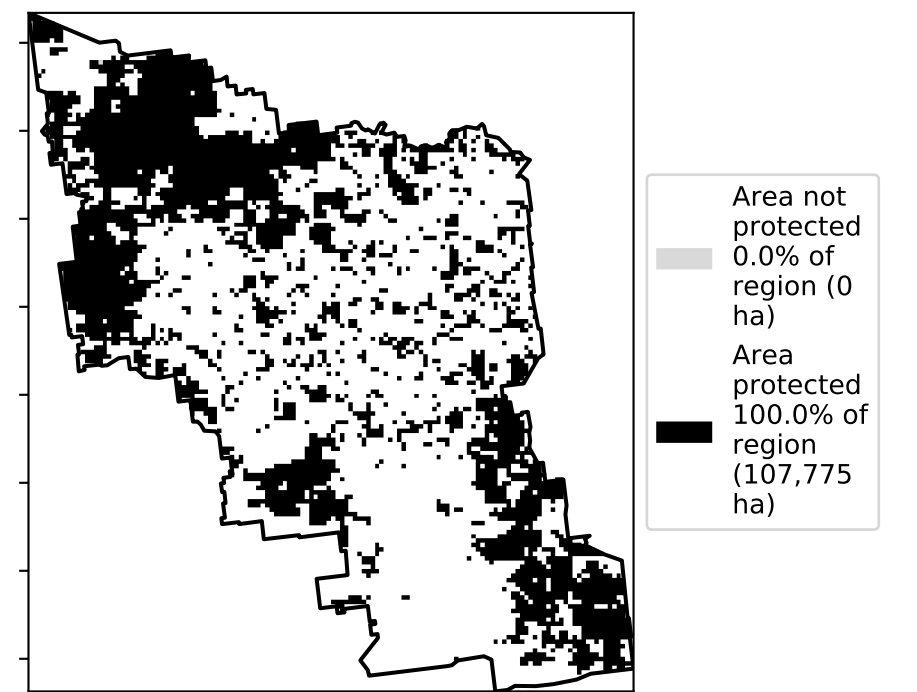 Area not
protected
0.0% of
region (0
ha)
Area
protected
100.0% of
region
(107,775
ha)